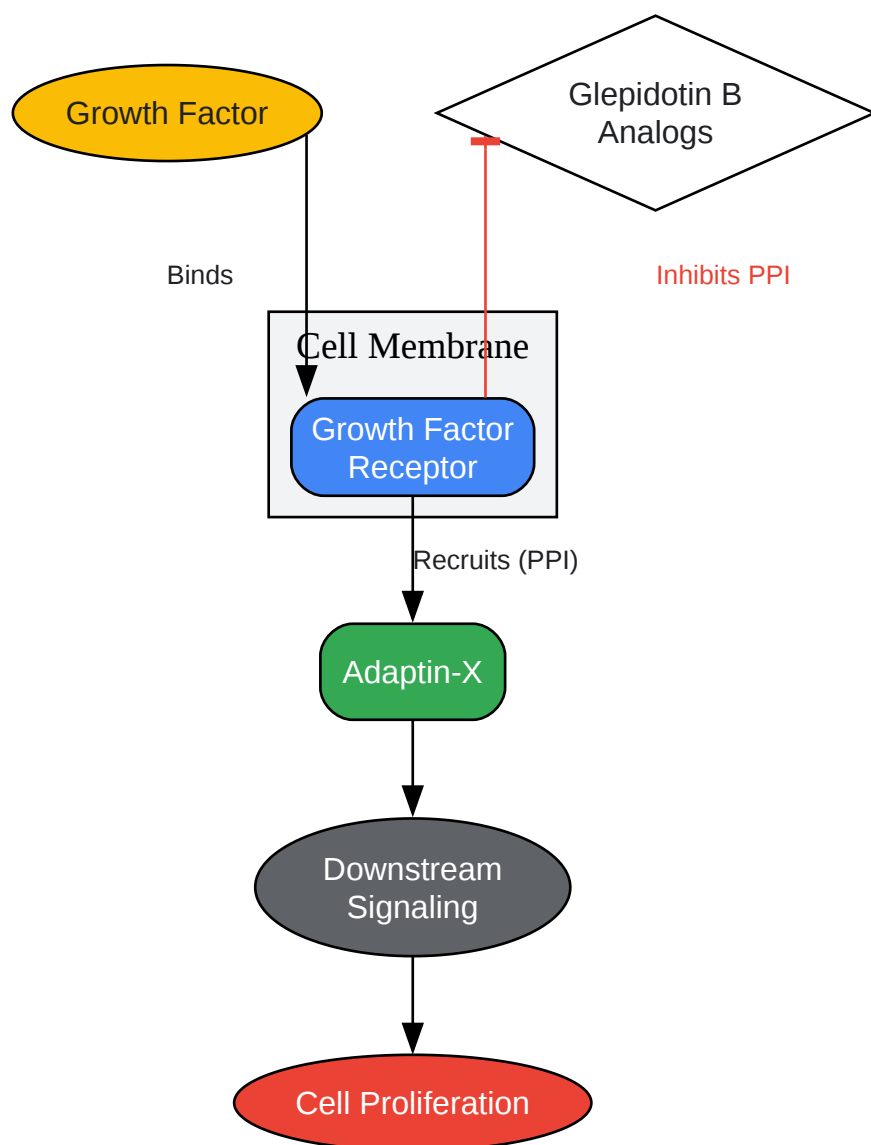 Growth Factor
Glepidotin B
Analogs
Binds
Inhibits PPI
Cell Membrane
Growth Factor
Receptor
Recruits (PPI)
Adaptin-X
Downstream
Signaling
Cell Proliferation